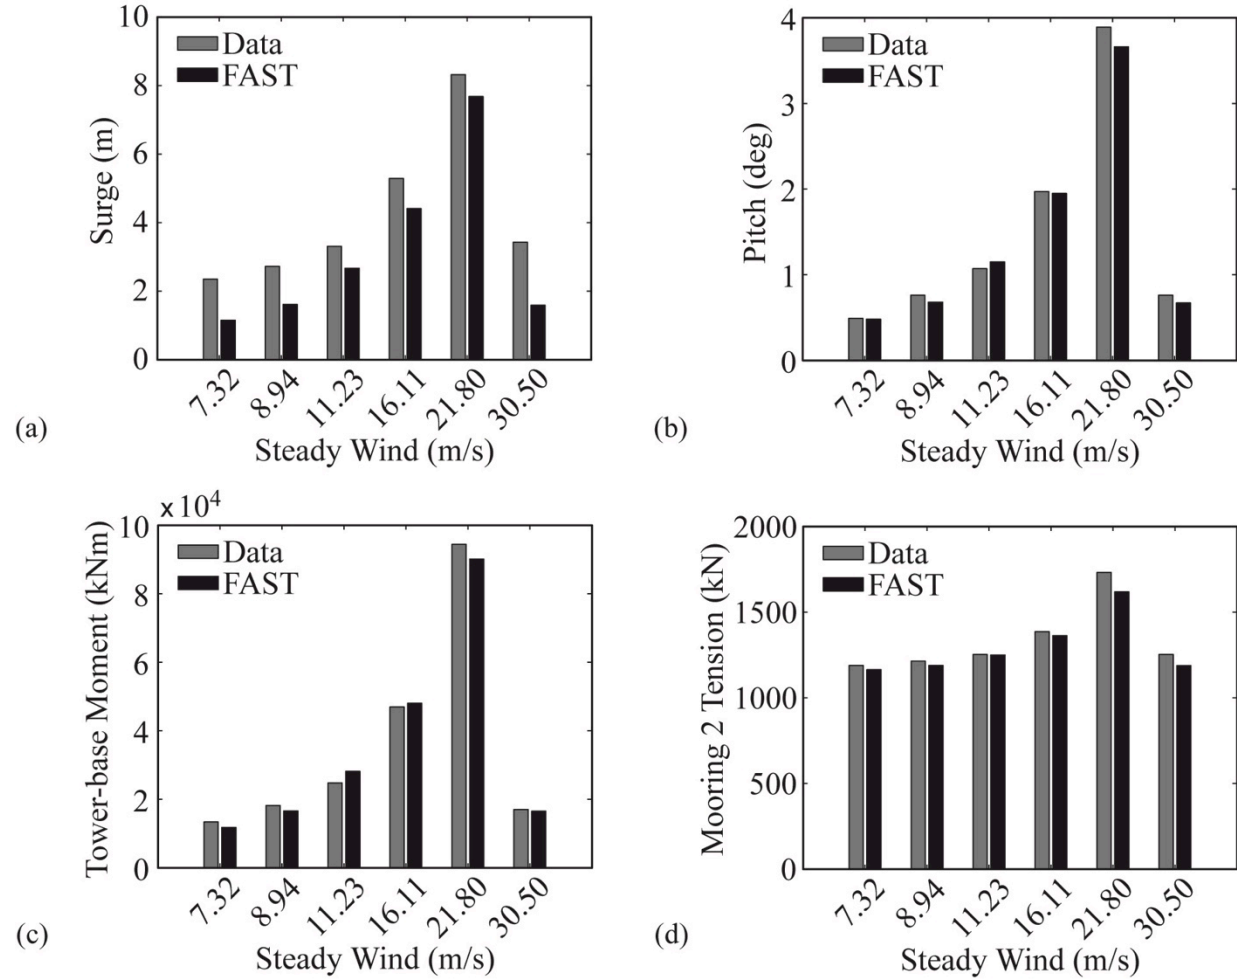 10
8
6
4
2
0
Surge (m)
Data
FAST
7.32
8.94
11.23
16.11
21.80
30.50
Steady Wind (m/s)
(a)
4
3
2
1
0
Pitch (deg)
Data
FAST
7.32
8.94
11.23
16.11
21.80
30.50
Steady Wind (m/s)
(b)
×10⁴
10
8
6
4
2
0
Tower-base Moment (kNm)
Data
FAST
7.32
8.94
11.23
16.11
21.80
30.50
Steady Wind (m/s)
(c)
2000
1500
1000
500
0
Mooring 2 Tension (kN)
Data
FAST
7.32
8.94
11.23
16.11
21.80
30.50
Steady Wind (m/s)
(d)